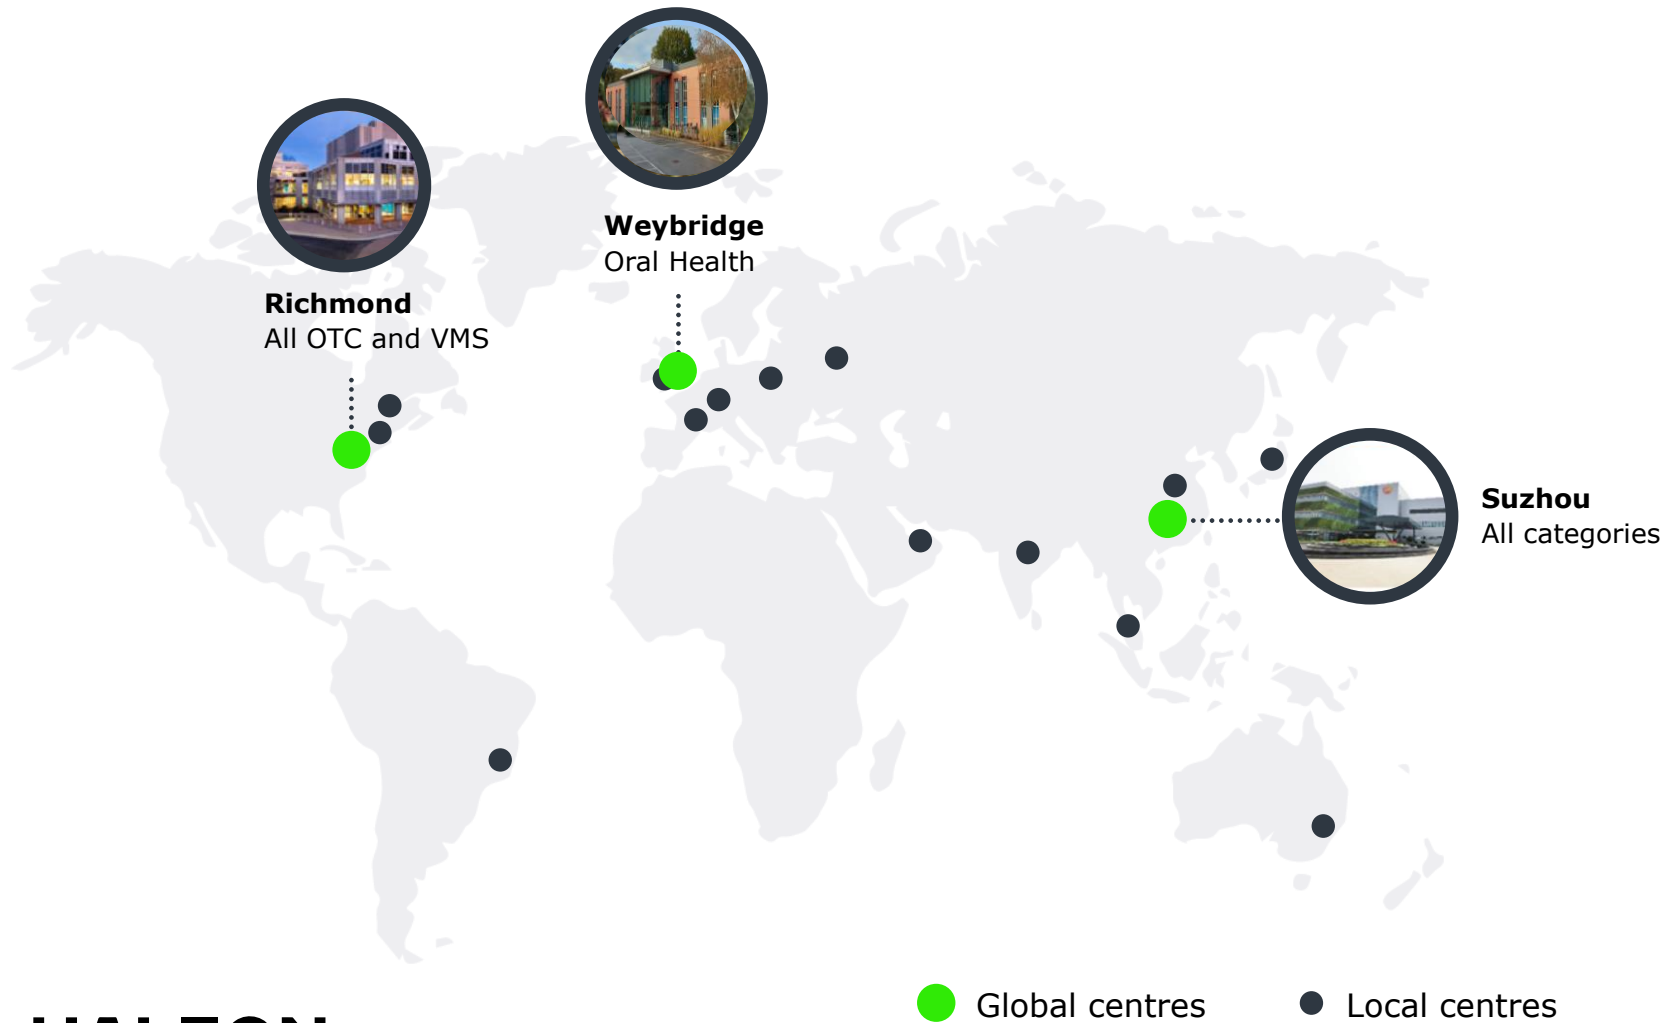 Weybridge
Oral Health
Richmond
All OTC and VMS
Suzhou
All categories
Global centres
Local centres